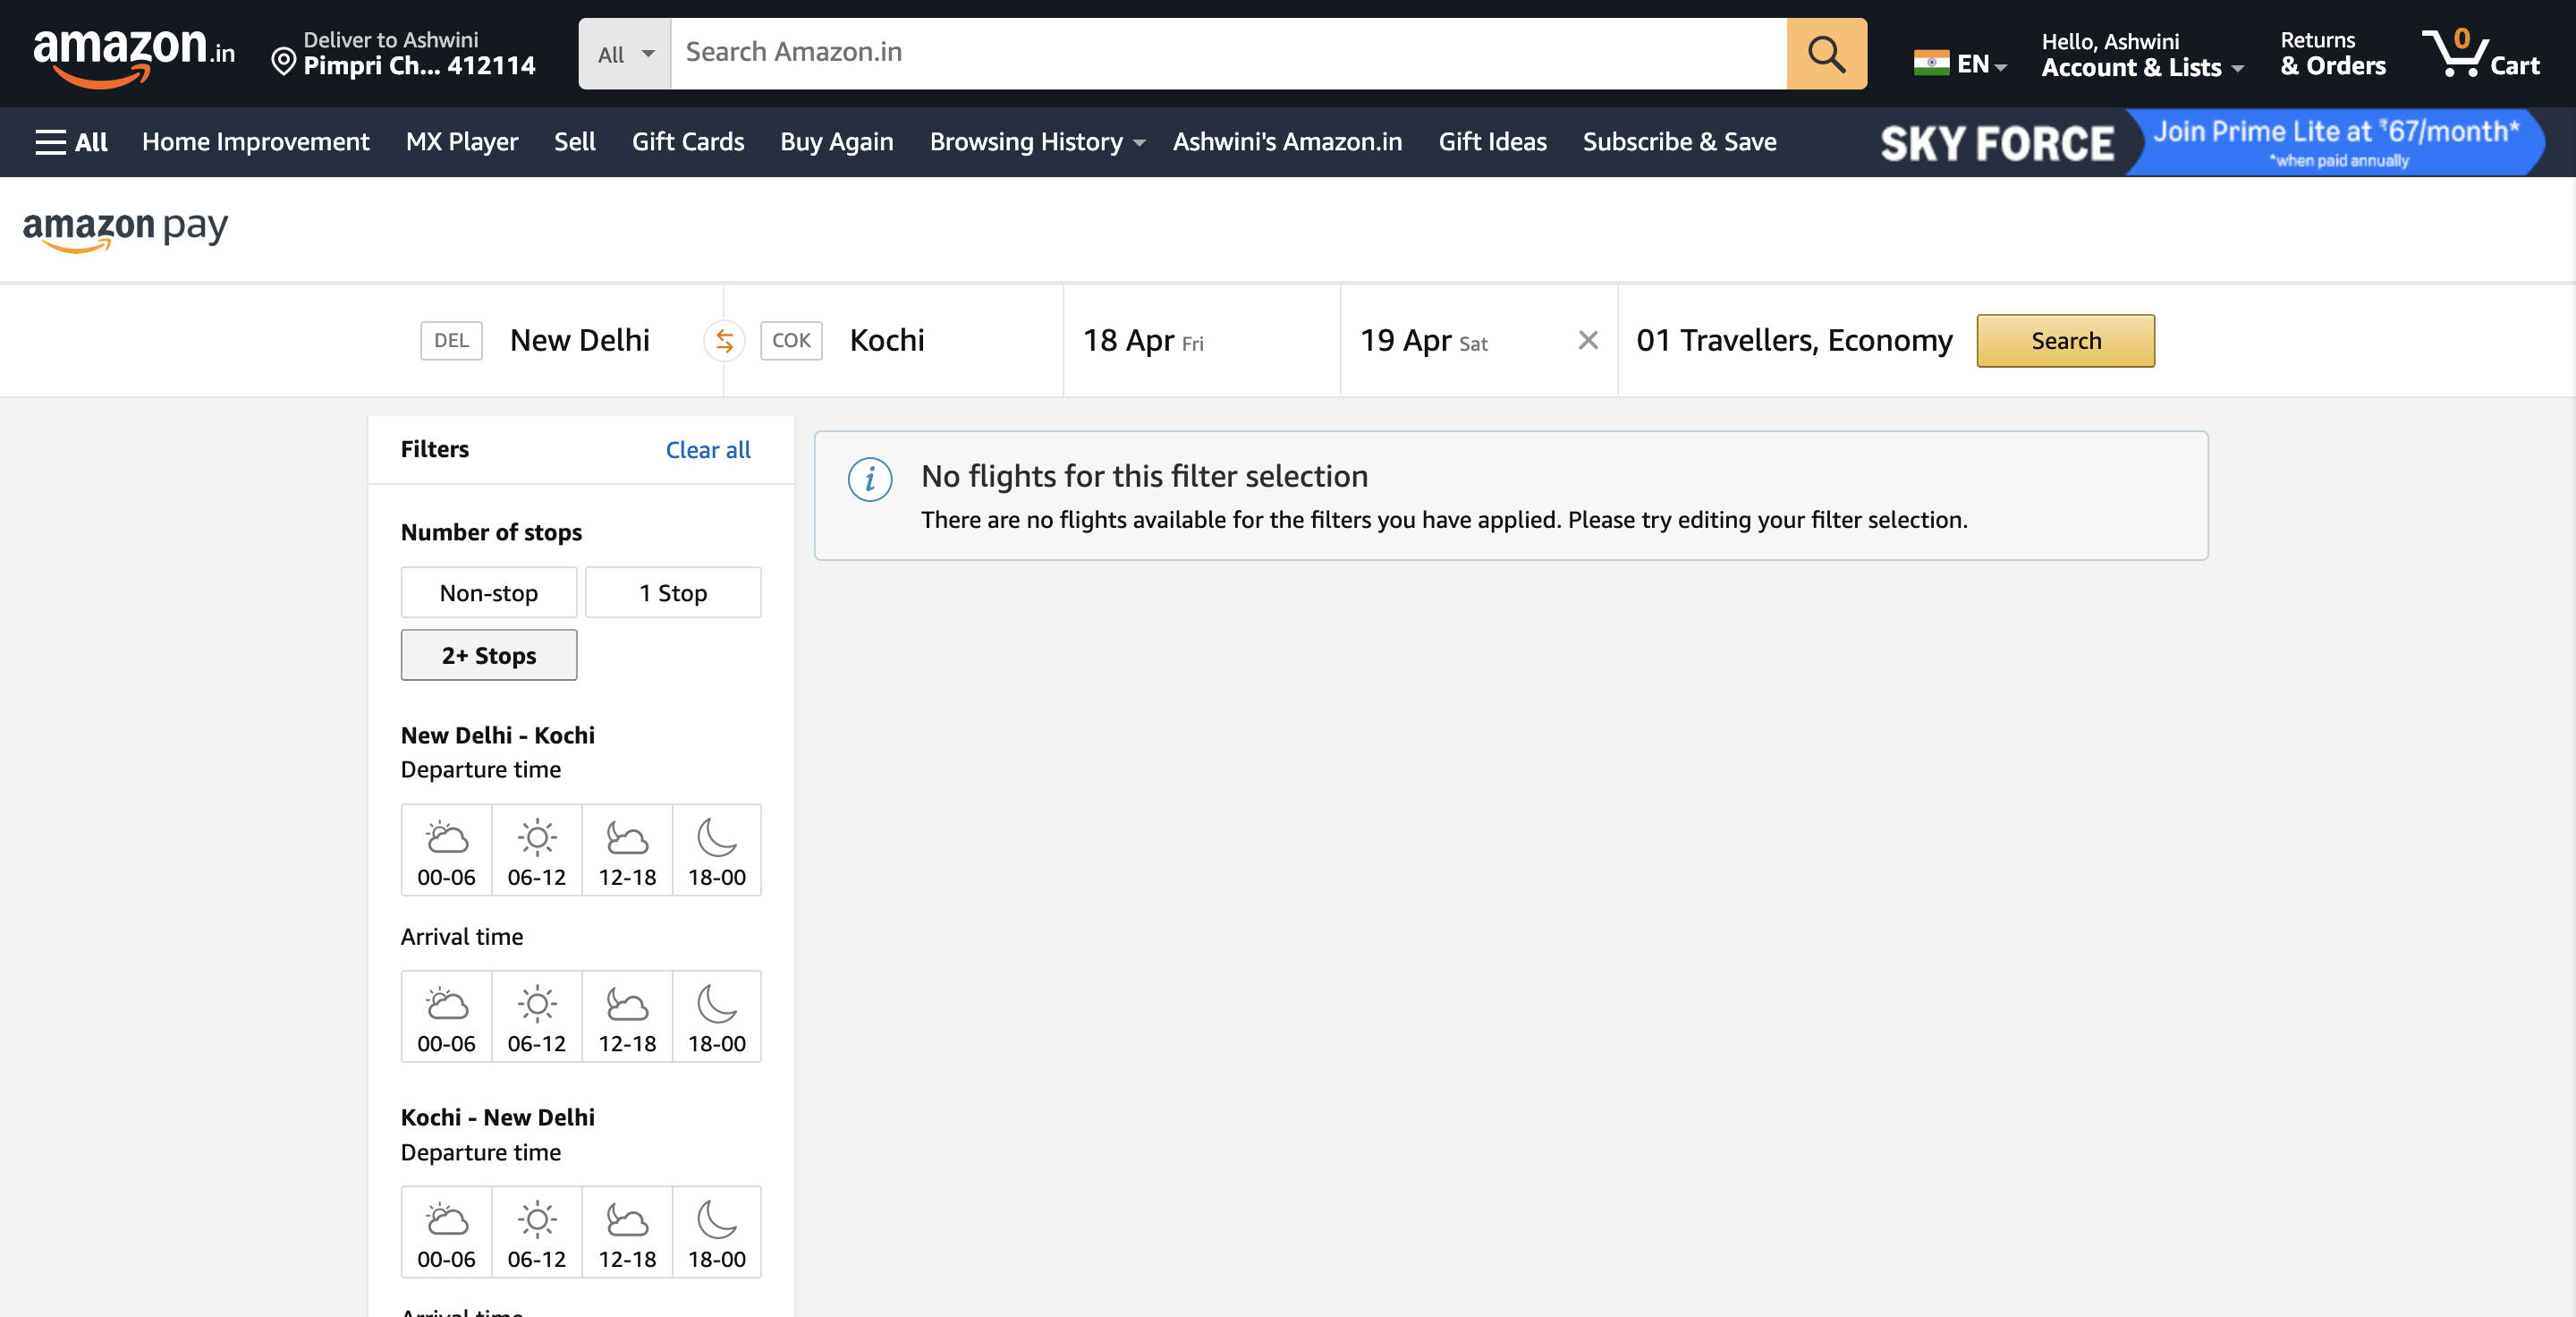 amazon.in
Deliver to Ashwini
Pimpri Ch... 412114
All
Search Amazon.in
EN
Hello, Ashwini
Account & Lists
Returns
& Orders
0
Cart
All
Home Improvement
MX Player
Sell
Gift Cards
Buy Again
Browsing History
Ashwini's Amazon.in
Gift Ideas
Subscribe & Save
SKY FORCE
Join Prime Lite at ₹67/month*
*when paid annually
amazon pay
DEL New Delhi
COK Kochi
18 Apr Fri
19 Apr Sat
01 Travellers, Economy
Search
Filters
Clear all
No flights for this filter selection
There are no flights available for the filters you have applied. Please try editing your filter selection.
Number of stops
Non-stop
1 Stop
2+ Stops
New Delhi - Kochi
Departure time
00-06 06-12 12-18 18-00
Arrival time
00-06 06-12 12-18 18-00
Kochi - New Delhi
Departure time
00-06 06-12 12-18 18-00
Arrival time